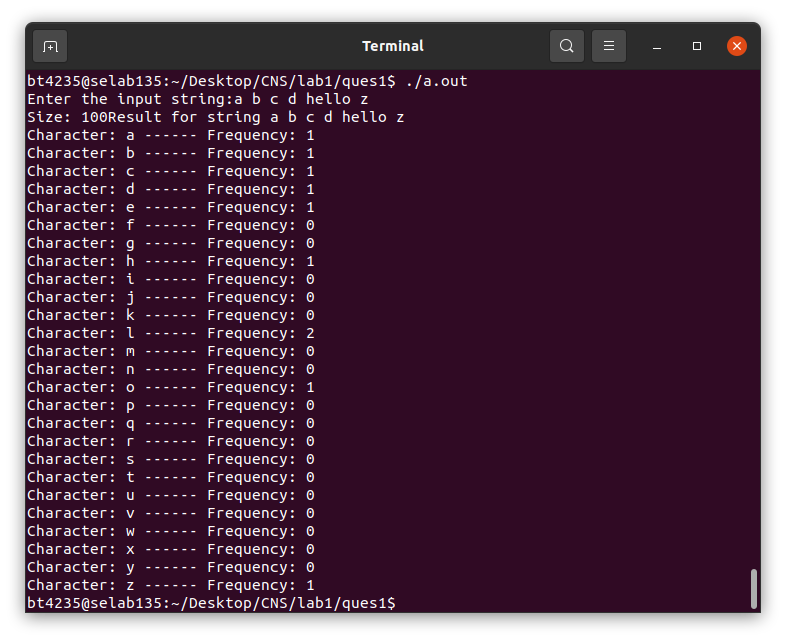 Terminal
bt4235@selab135:~/Desktop/CNS/lab1/ques1$ ./a.out
Enter the input string:a b c d hello z
Size: 100Result for string a b c d hello z
Character: a ------ Frequency: 1
Character: b ------ Frequency: 1
Character: c ------ Frequency: 1
Character: d ------ Frequency: 1
Character: e ------ Frequency: 1
Character: f ------ Frequency: 0
Character: g ------ Frequency: 0
Character: h ------ Frequency: 1
Character: i ------ Frequency: 0
Character: j ------ Frequency: 0
Character: k ------ Frequency: 0
Character: l ------ Frequency: 2
Character: m ------ Frequency: 0
Character: n ------ Frequency: 0
Character: o ------ Frequency: 1
Character: p ------ Frequency: 0
Character: q ------ Frequency: 0
Character: r ------ Frequency: 0
Character: s ------ Frequency: 0
Character: t ------ Frequency: 0
Character: u ------ Frequency: 0
Character: v ------ Frequency: 0
Character: w ------ Frequency: 0
Character: x ------ Frequency: 0
Character: y ------ Frequency: 0
Character: z ------ Frequency: 1
bt4235@selab135:~/Desktop/CNS/lab1/ques1$